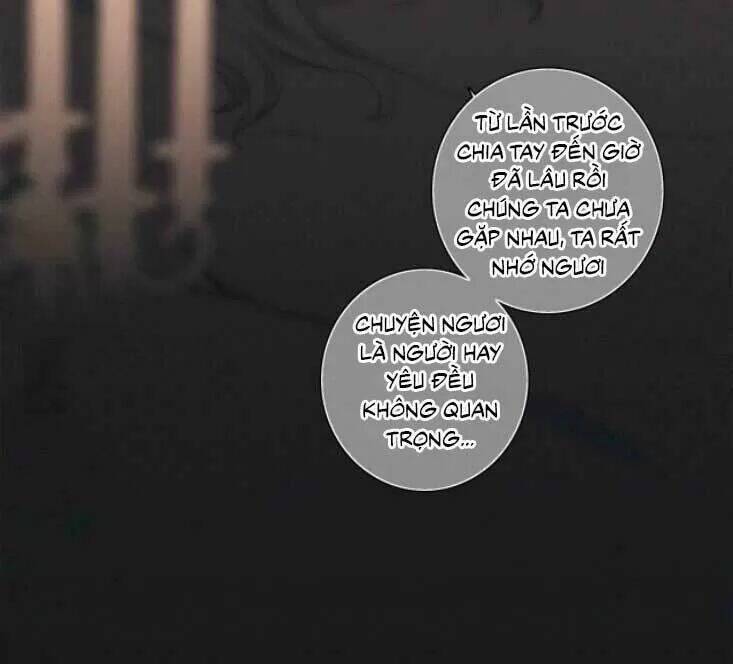 TỪ LẦN TRƯỚC
CHIA TAY ĐẾN GIỜ
ĐÃ LÂU RỒI
CHÚNG TA CHƯA
GẶP NHAU, TA RẤT
NHỚ NGƯƠI
CHUYỆN NGƯƠI
LÀ NGƯỜI HAY
YÊU ĐỀU
KHÔNG QUAN
TRỌNG...